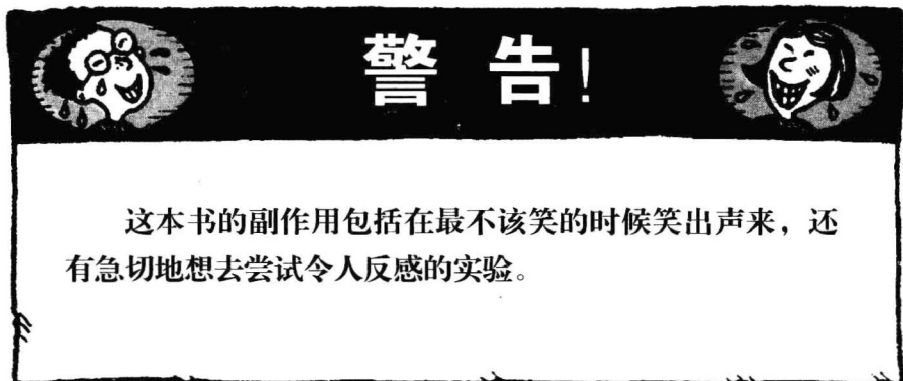 警告!
这本书的副作用包括在最不该笑的时候笑出声来，还
有急切地想去尝试令人反感的实验。